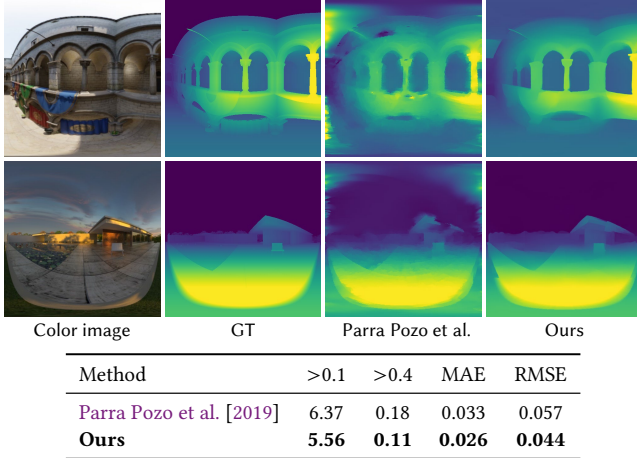 Color image GT Parra Pozo et al. Ours
Method >0.1 >0.4 MAE RMSE
Parra Pozo et al. [2019] 6.37 0.18 0.033 0.057
Ours 5.56 0.11 0.026 0.044